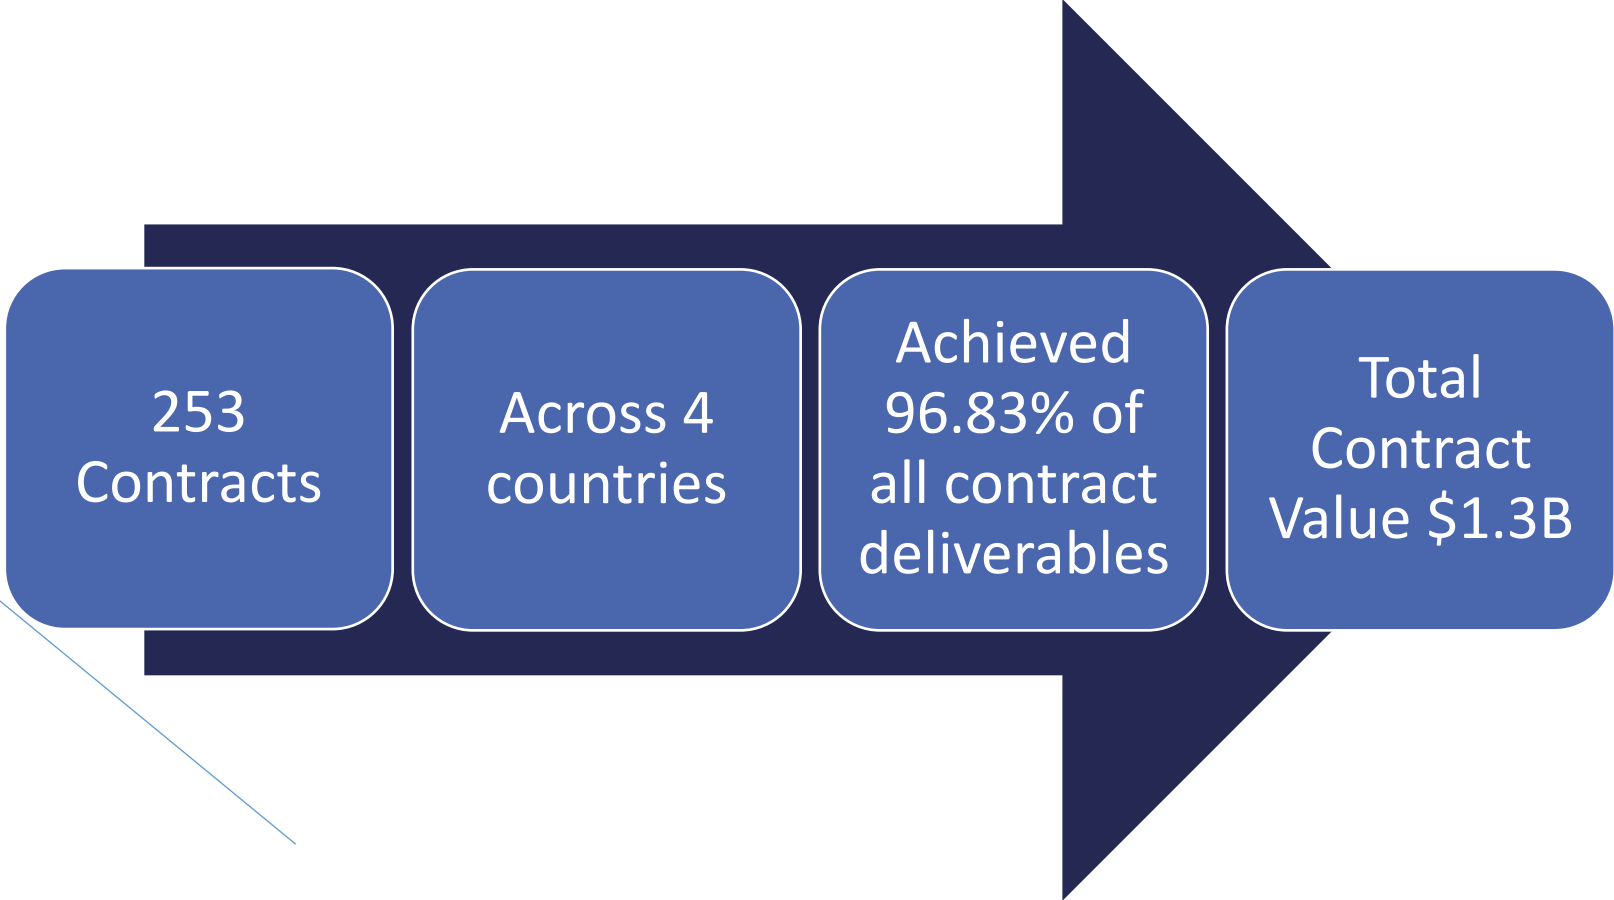 253
Contracts
Across 4
countries
Achieved
96.83% of
all contract
deliverables
Total
Contract
Value $1.3B